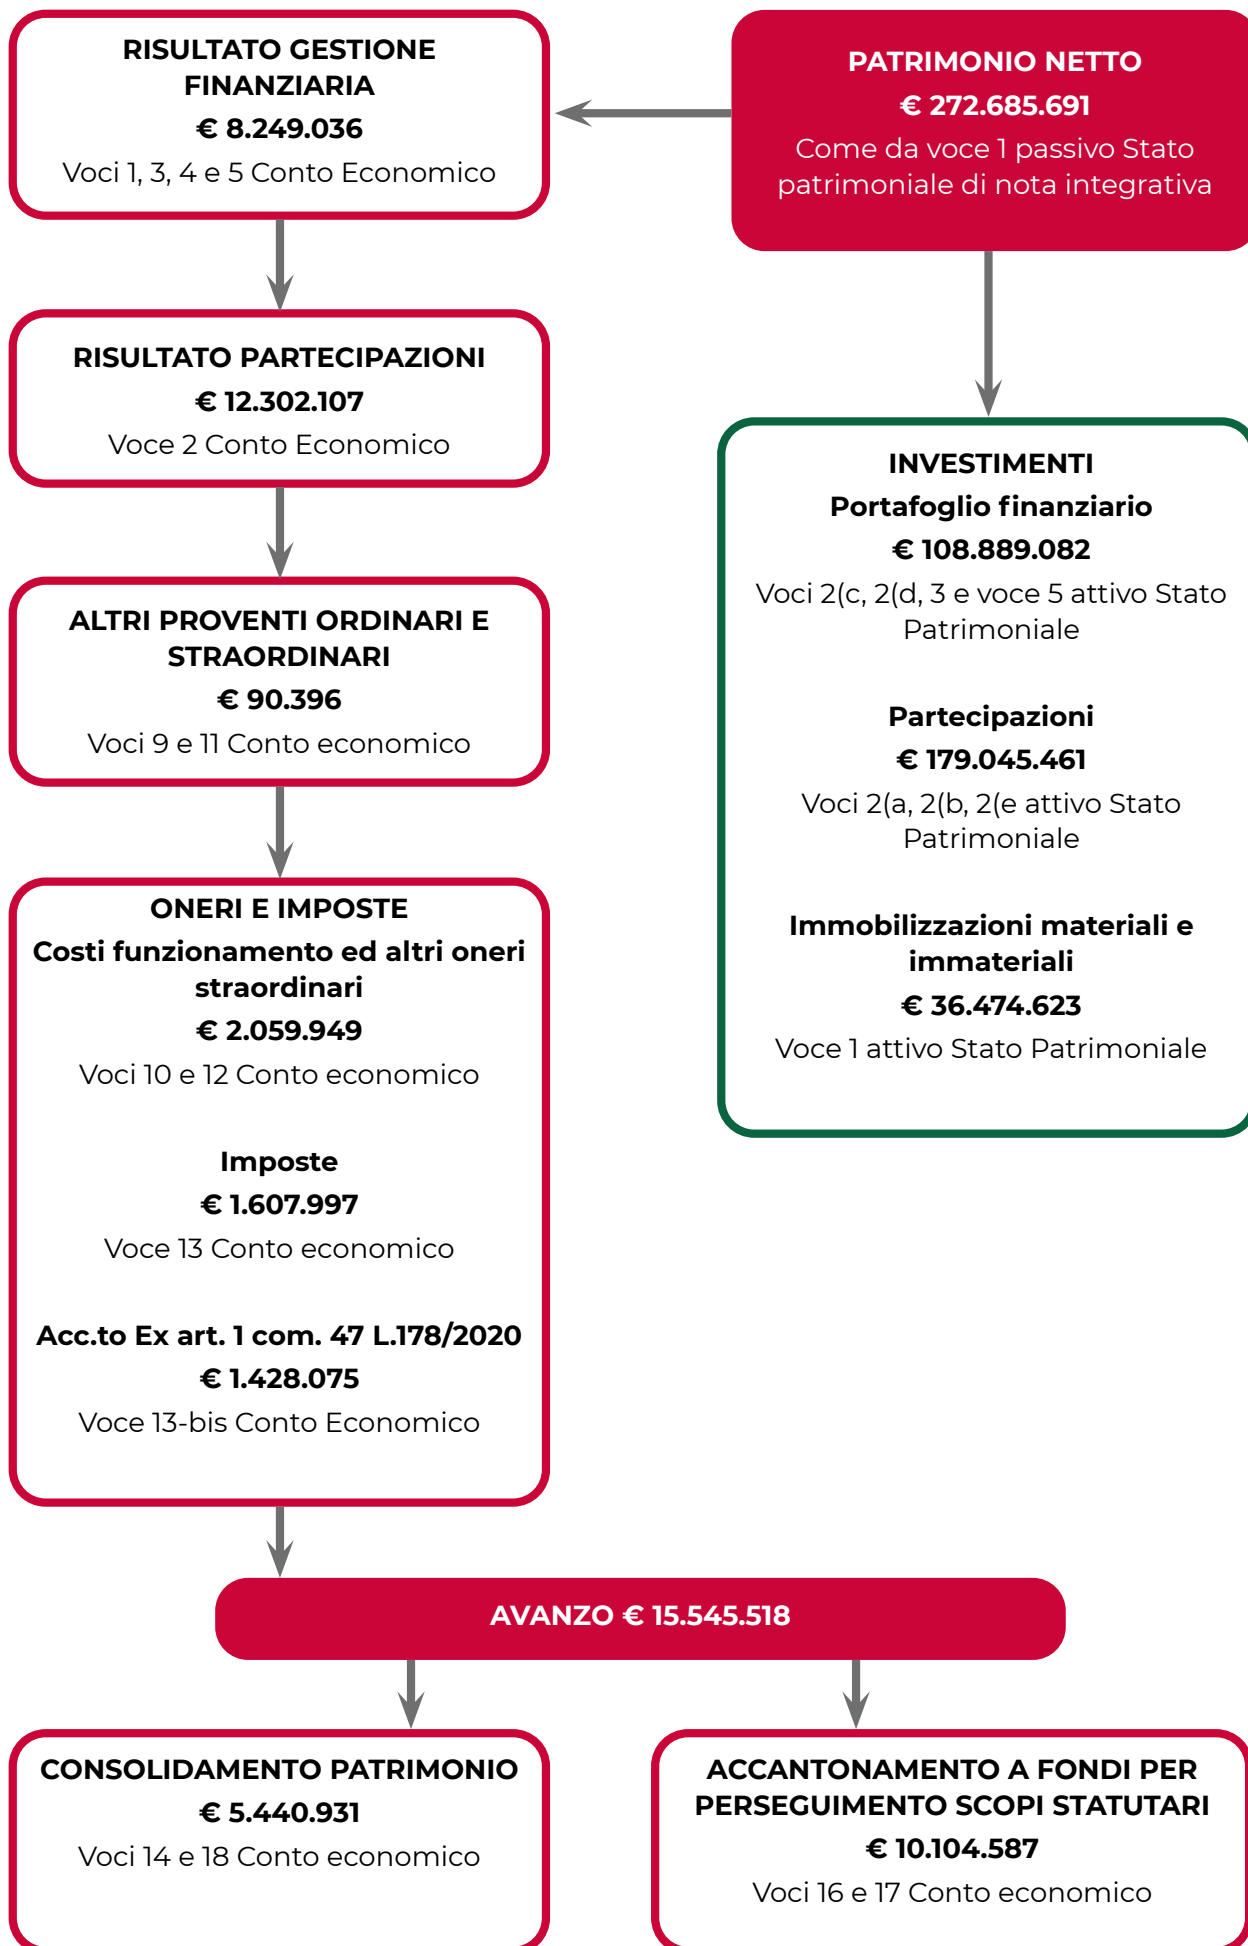 RISULTATO GESTIONE
FINANZIARIA
€ 8.249.036
Voci 1, 3, 4 e 5 Conto Economico
PATRIMONIO NETTO
€ 272.685.691
Come da voce 1 passivo Stato
patrimoniale di nota integrativa
RISULTATO PARTECIPAZIONI
€ 12.302.107
Voce 2 Conto Economico
INVESTIMENTI
Portafoglio finanziario
€ 108.889.082
Voci 2(c, 2(d, 3 e voce 5 attivo Stato
Patrimoniale
Partecipazioni
€ 179.045.461
Voci 2(a, 2(b, 2(e attivo Stato
Patrimoniale
Immobilizzazioni materiali e
immateriali
€ 36.474.623
Voce 1 attivo Stato Patrimoniale
ALTRI PROVENTI ORDINARI E
STRAORDINARI
€ 90.396
Voci 9 e 11 Conto economico
ONERI E IMPOSTE
Costi funzionamento ed altri oneri
straordinari
€ 2.059.949
Voci 10 e 12 Conto economico
Imposte
€ 1.607.997
Voce 13 Conto economico
Acc.to Ex art. 1 com. 47 L.178/2020
€ 1.428.075
Voce 13-bis Conto Economico
AVANZO € 15.545.518
CONSOLIDAMENTO PATRIMONIO
€ 5.440.931
Voci 14 e 18 Conto economico
ACCANTONAMENTO A FONDI PER
PERSEGUIMENTO SCOPI STATUTARI
€ 10.104.587
Voci 16 e 17 Conto economico